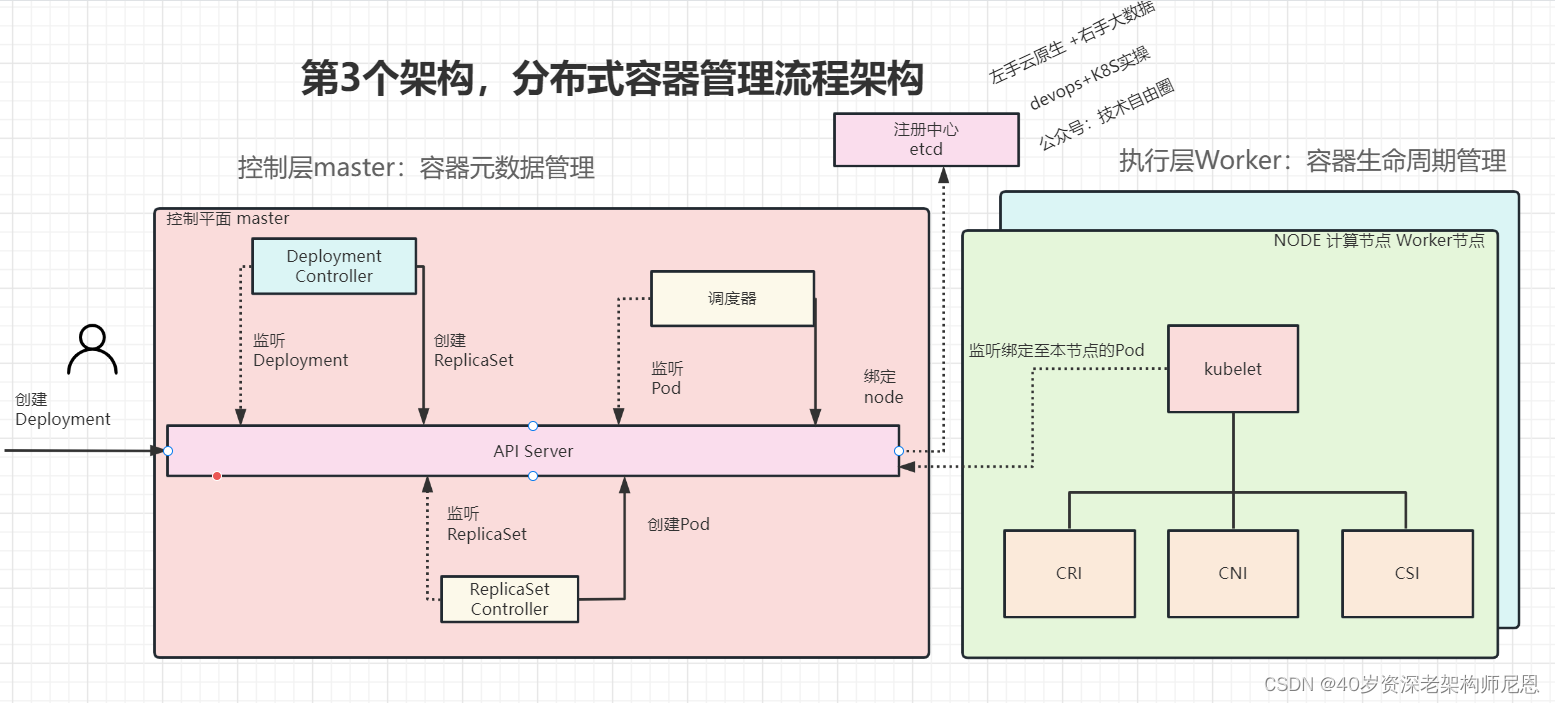 第3个架构，分布式容器管理流程架构
左手云原生 +右手大数据
devops+K8S实操
公众号：技术自由圈
注册中心
etcd
控制层master：容器元数据管理
执行层Worker：容器生命周期管理
控制平面 master
NODE 计算节点 Worker节点
Deployment
Controller
调度器
监听
Deployment
创建
ReplicaSet
监听
Pod
绑定
node
监听绑定至本节点的Pod
kubelet
创建
Deployment
API Server
监听
ReplicaSet
创建Pod
ReplicaSet
Controller
CRI
CNI
CSI
CSDN @40岁资深老架构师尼恩